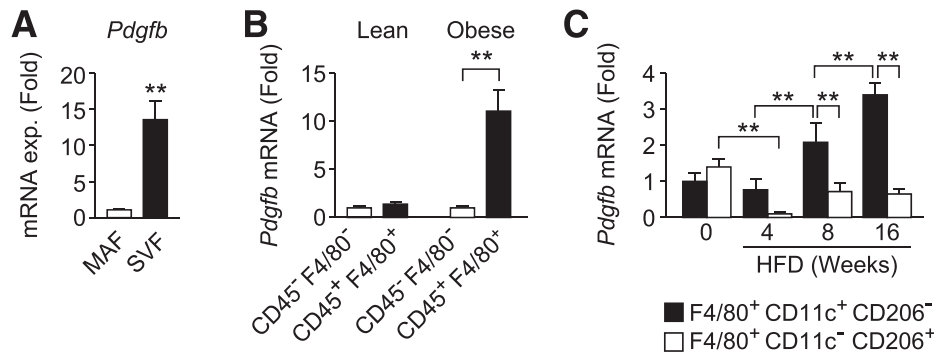 A
Pdgfb
mRNA exp. (Fold)
20
15
10
5
0
**
MAF
SVF
B
Lean Obese
Pdgfb mRNA (Fold)
15
10
5
0
**
CD45⁻ F4/80⁻
CD45⁺ F4/80⁺
CD45⁻ F4/80⁻
CD45⁺ F4/80⁺
C
Pdgfb mRNA (Fold)
4
3
2
1
0
** **
** **
**
0 4 8 16
HFD (Weeks)
F4/80⁺ CD11c⁺ CD206⁻
F4/80⁺ CD11c⁻ CD206⁺